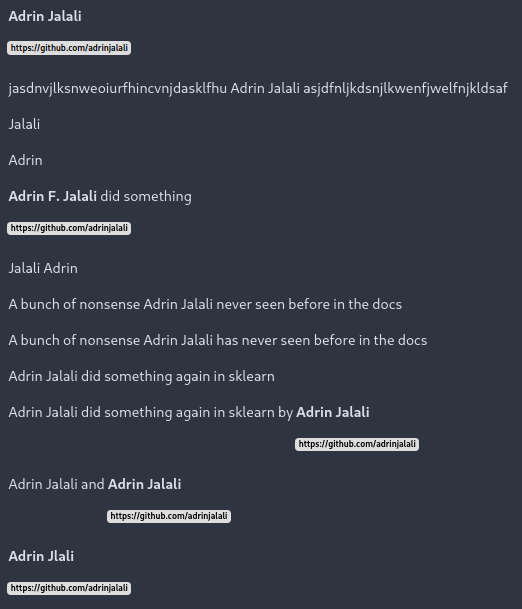 Adrin Jalali
https://github.com/adrinjalali
jasdnvjlksnweoiurfhincvnjdasklfhu Adrin Jalali asjdfnljkdsnjlkwenfjwelfnjkldsaf
Jalali
Adrin
Adrin F. Jalali did something
https://github.com/adrinjalali
Jalali Adrin
A bunch of nonsense Adrin Jalali never seen before in the docs
A bunch of nonsense Adrin Jalali has never seen before in the docs
Adrin Jalali did something again in sklearn
Adrin Jalali did something again in sklearn by Adrin Jalali
https://github.com/adrinjalali
Adrin Jalali and Adrin Jalali
https://github.com/adrinjalali
Adrin Jlali
https://github.com/adrinjalali